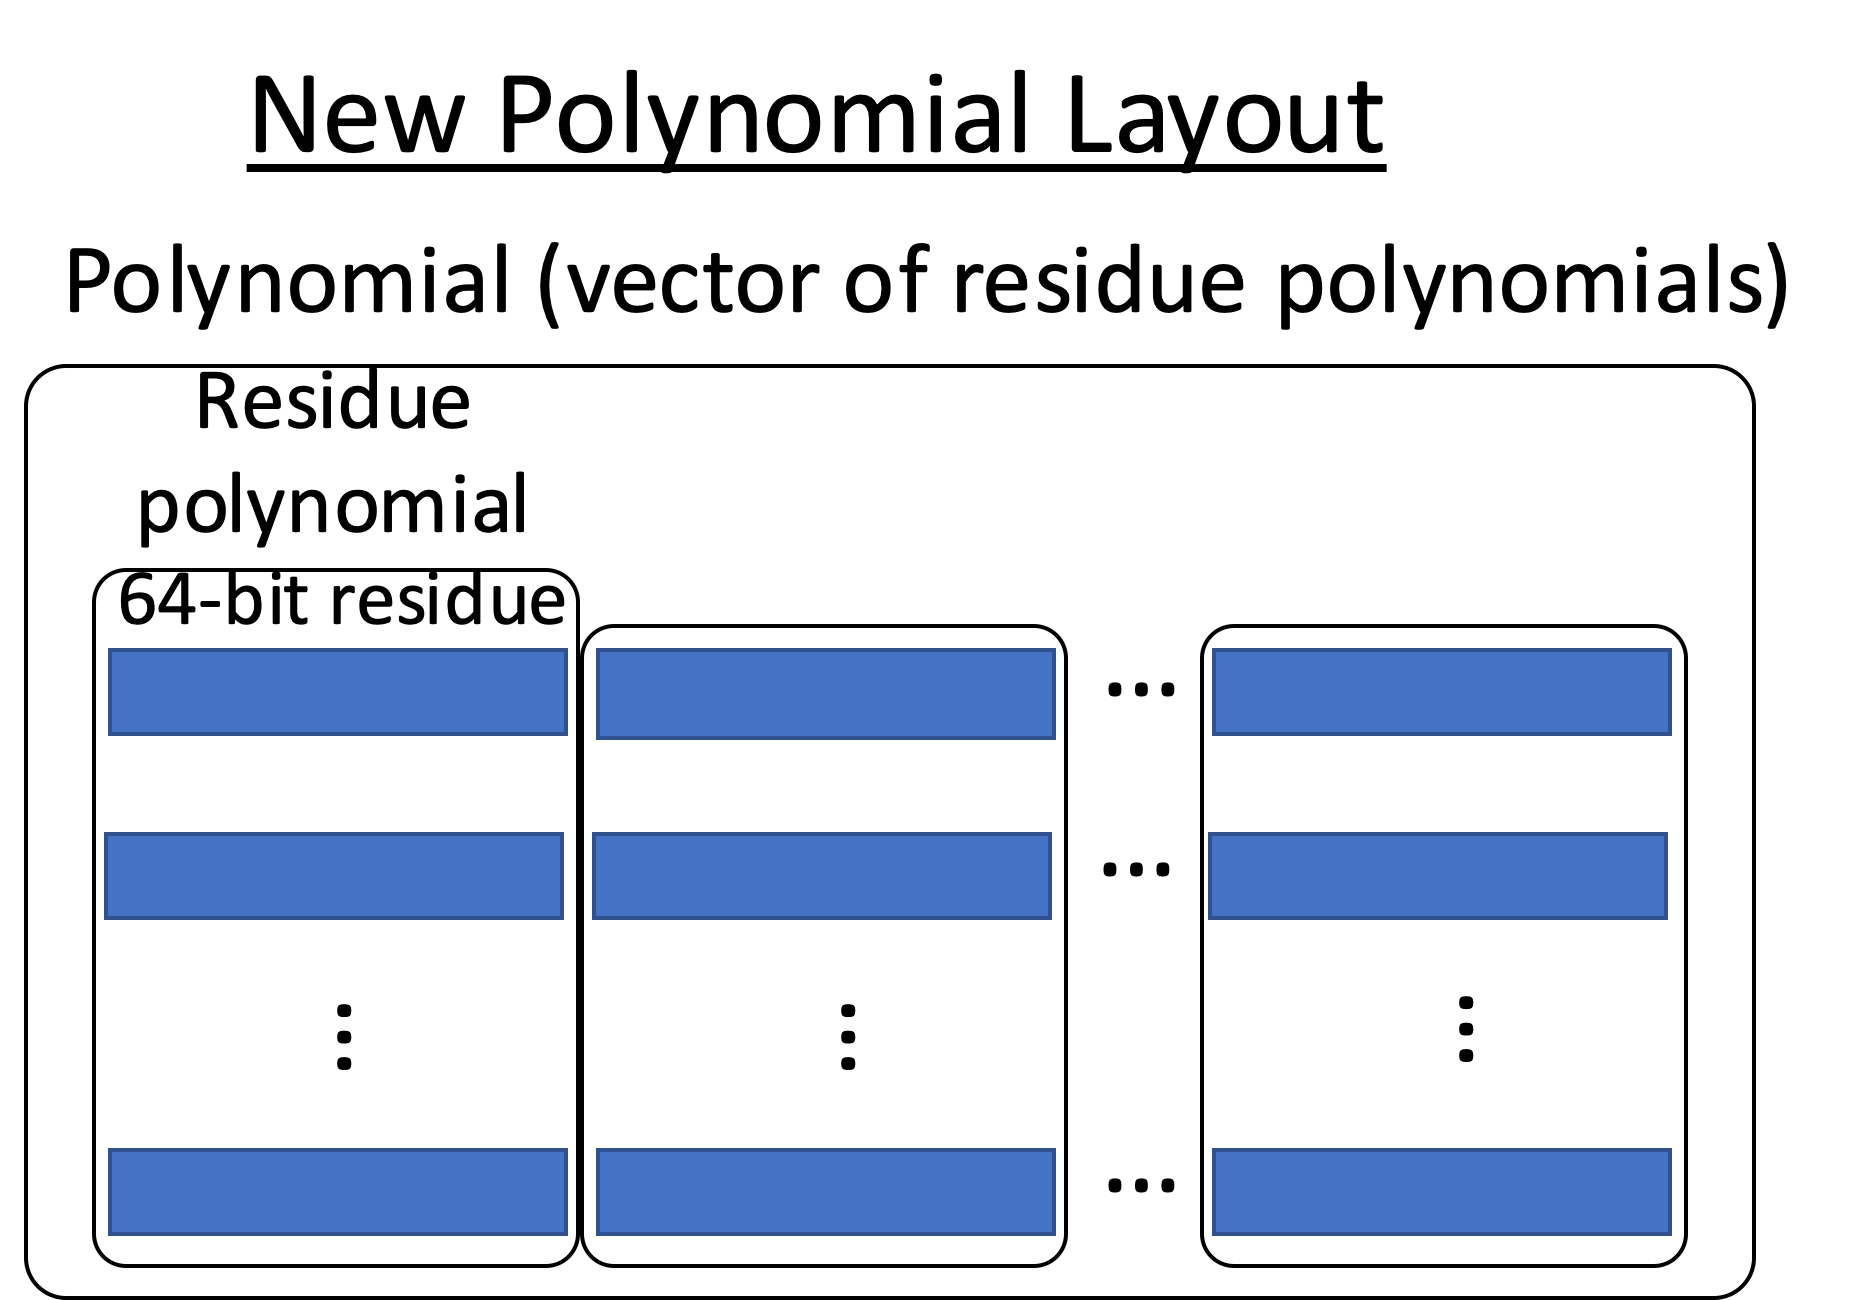 New Polynomial Layout
Polynomial (vector of residue polynomials)
Residue
polynomial
64-bit residue
...
...
...